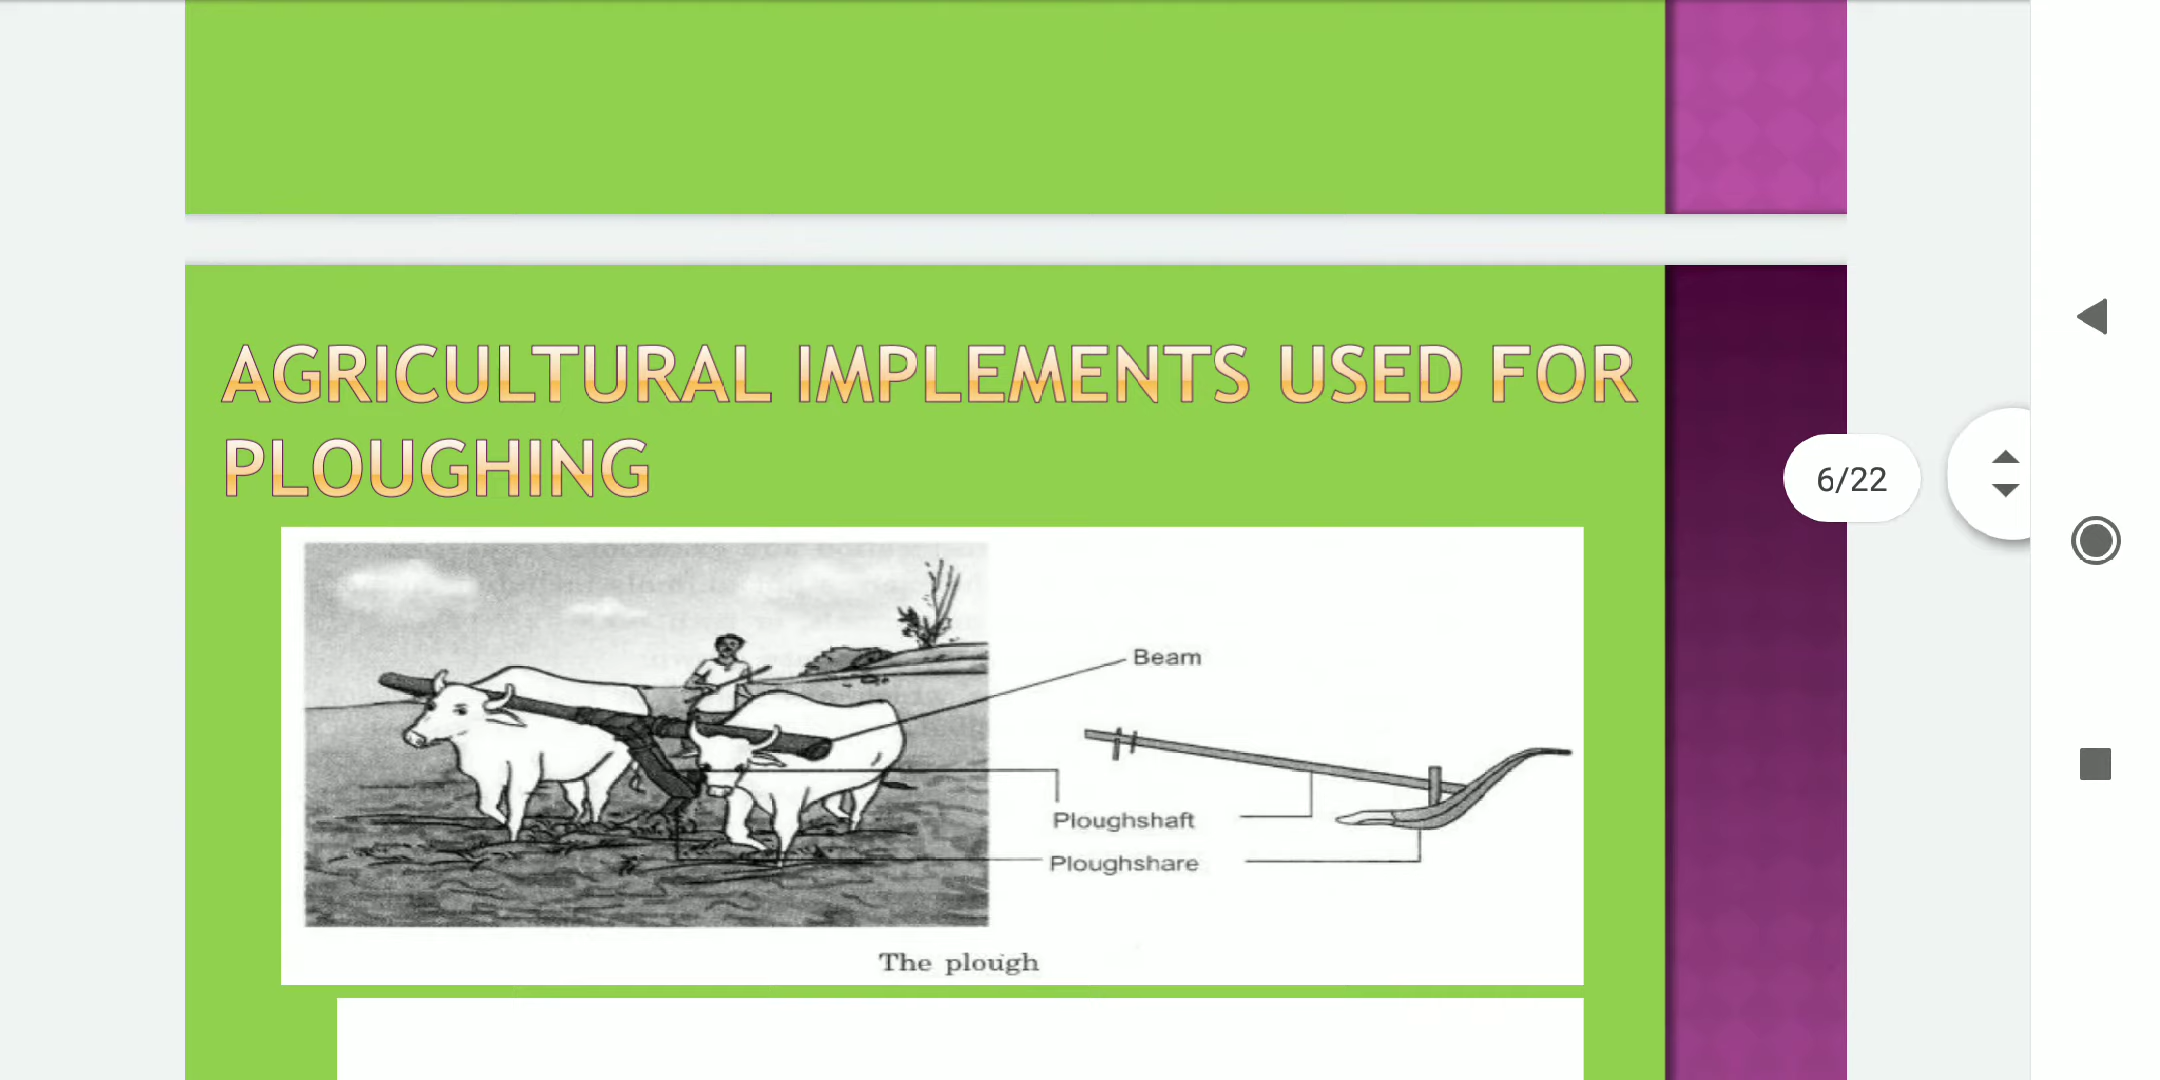 AGRICULTURAL IMPLEMENTS USED FOR
PLOUGHING
6/22
Beam
Ploughshaft
Ploughshare
The plough